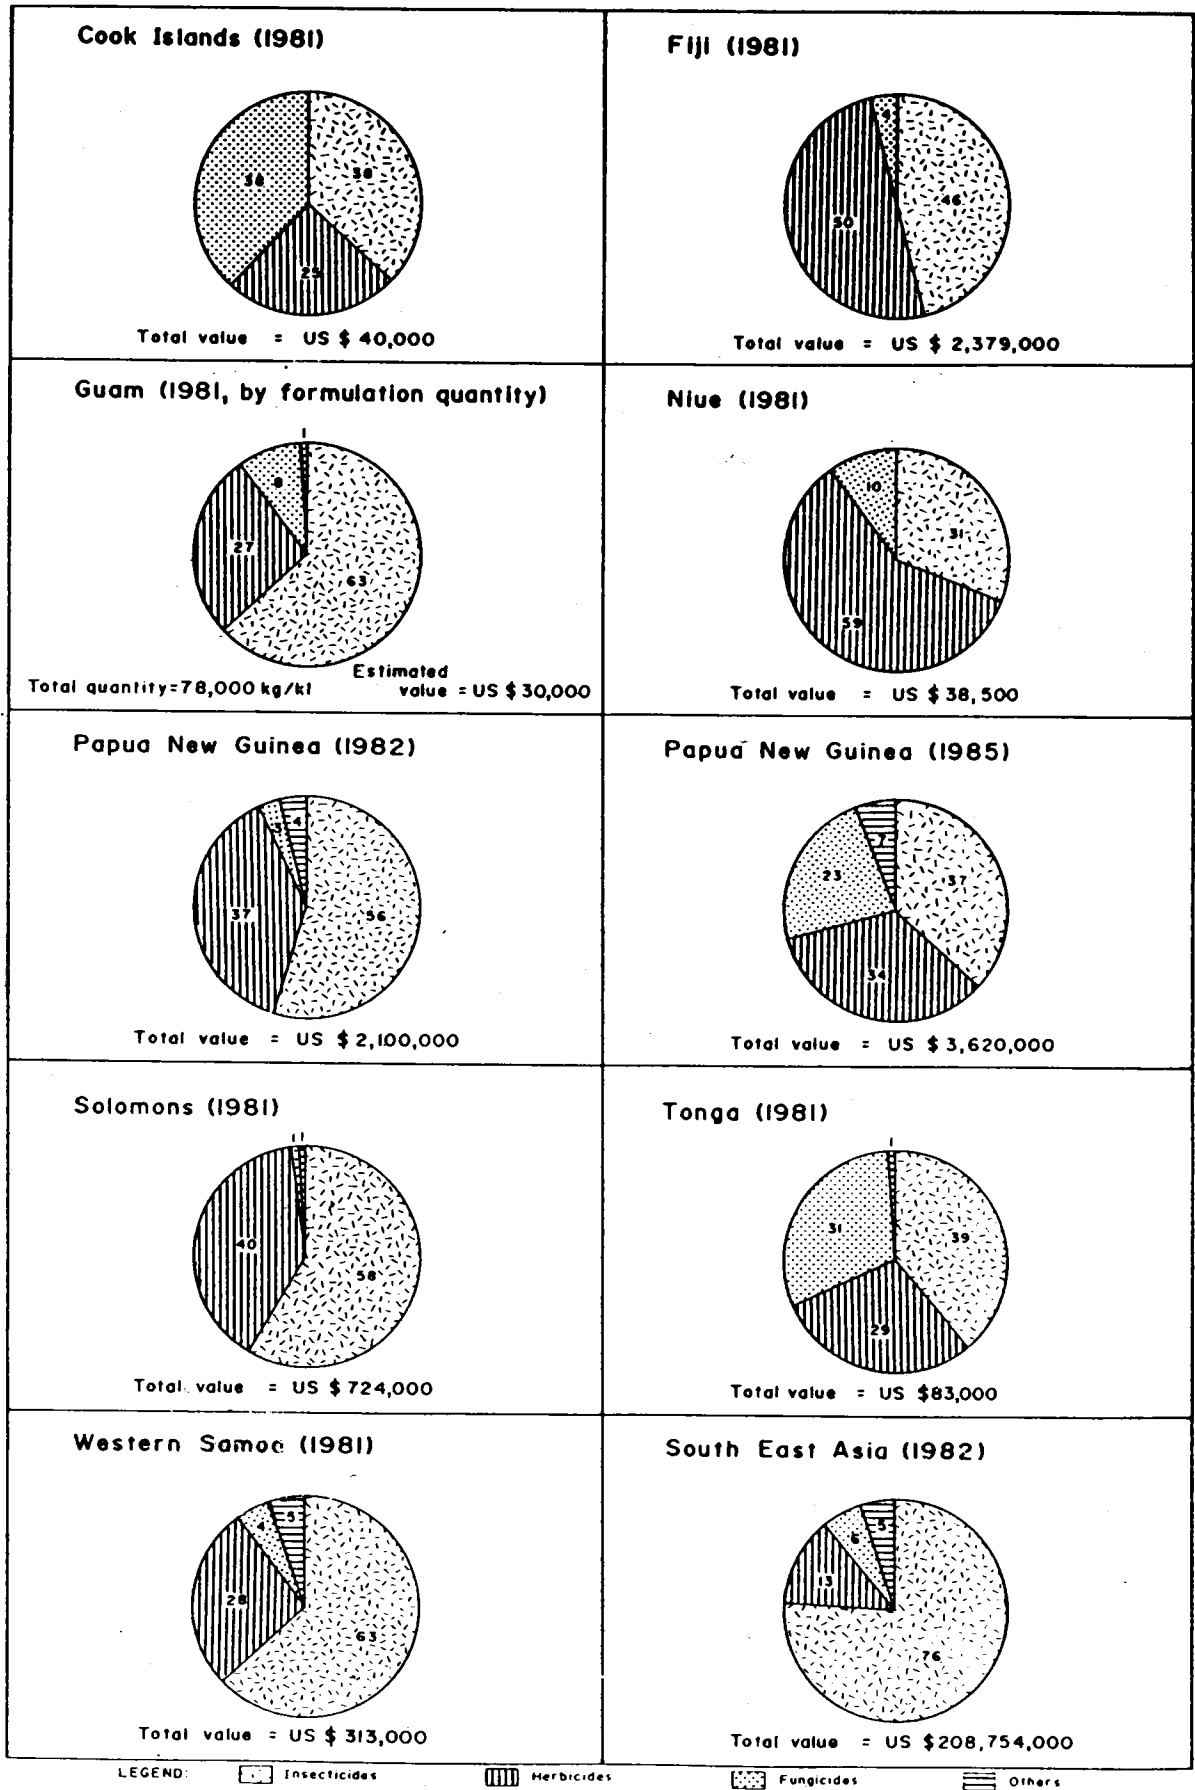 Cook Islands (1981)
38
38
25
Total value = US $ 40,000
Fiji (1981)
4
46
50
Total value = US $ 2,379,000
Guam (1981, by formulation quantity)
1
27
63
Estimated
Total quantity=78,000 kg/kl value = US $ 30,000
Niue (1981)
10
31
59
Total value = US $ 38,500
Papua New Guinea (1982)
3
4
37
56
Total value = US $ 2,100,000
Papua New Guinea (1985)
7
23
37
34
Total value = US $ 3,620,000
Solomons (1981)
1 1
40
58
Total value = US $ 724,000
Tonga (1981)
1
31
39
29
Total value = US $83,000
Western Samoa (1981)
4
5
28
63
Total value = US $ 313,000
South East Asia (1982)
6
5
13
76
Total value = US $208,754,000
LEGEND: Insecticides Herbicides Fungicides Others